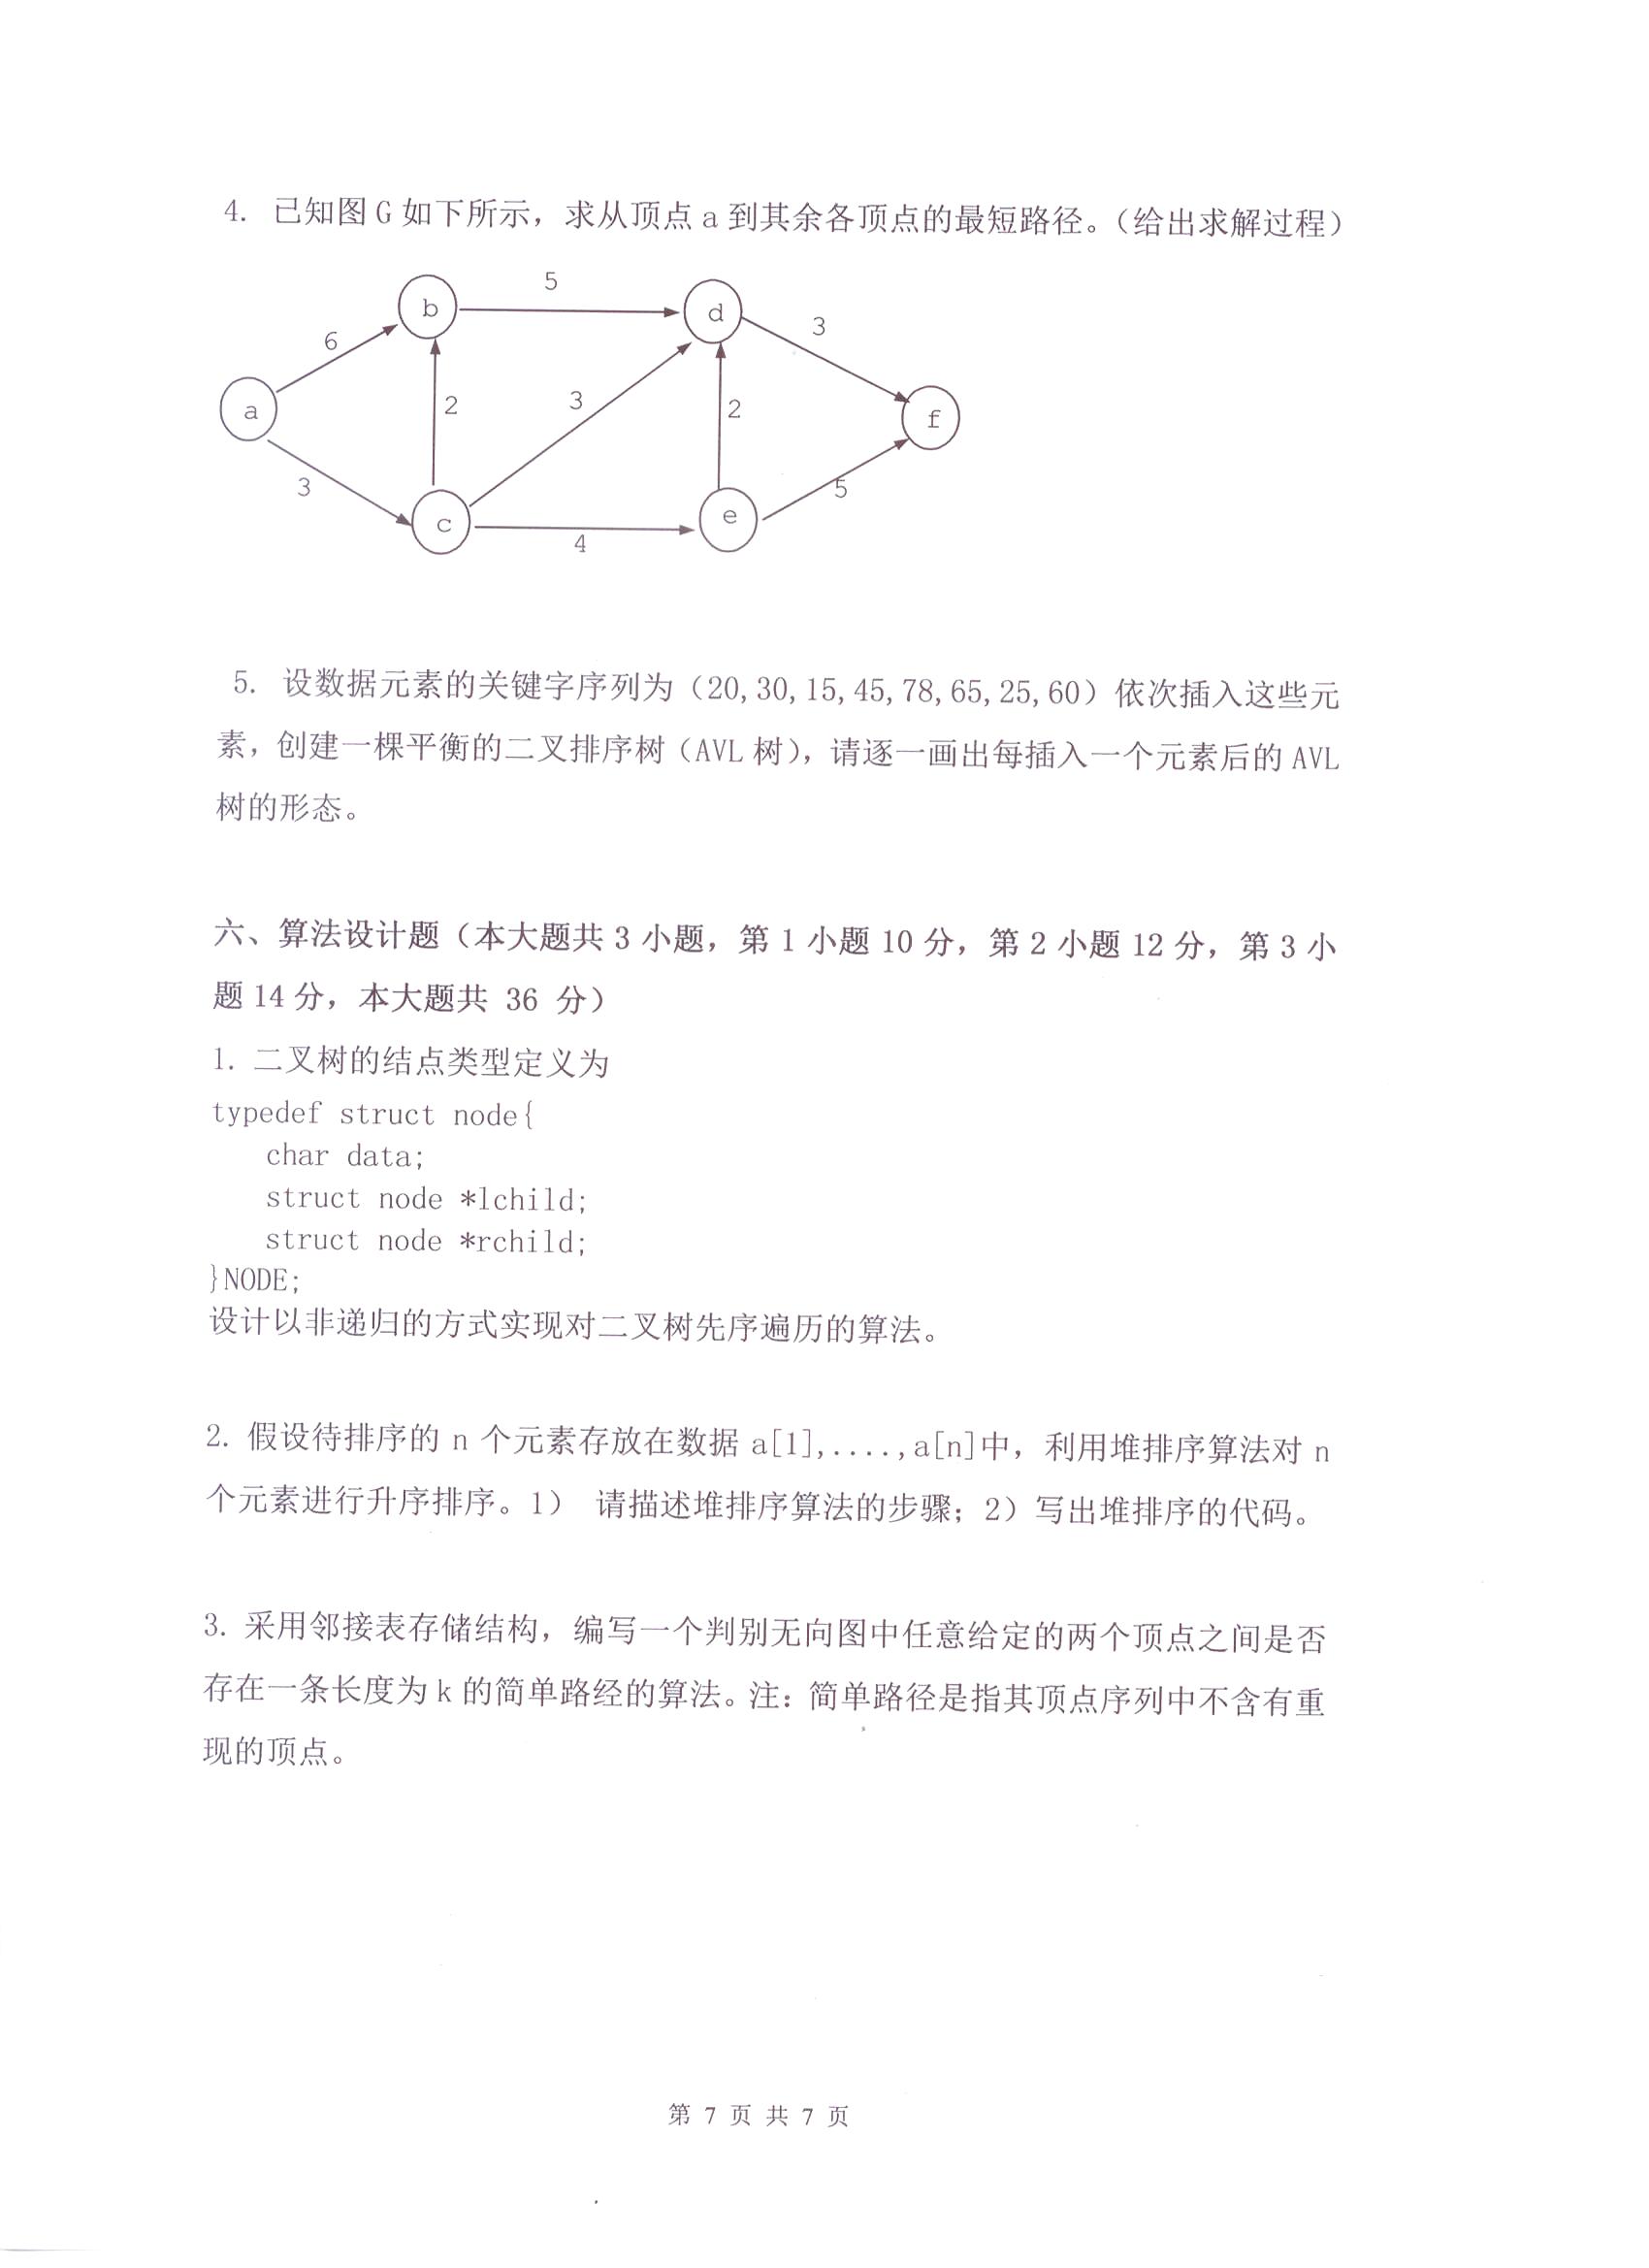 4. 已知图G如下所示，求从顶点a到其余各顶点的最短路径。（给出求解过程）
5
b
d
3
6
a
2
3
2
f
3
5
c
e
4
5. 设数据元素的关键字序列为（20,30,15,45,78,65,25,60）依次插入这些元
素，创建一棵平衡的二叉排序树（AVL树），请逐一画出每插入一个元素后的AVL
树的形态。
六、算法设计题（本大题共3小题，第1小题10分，第2小题12分，第3小
题14分，本大题共 36 分）
1. 二叉树的结点类型定义为
typedef struct node{
char data;
struct node *lchild;
struct node *rchild;
}NODE;
设计以非递归的方式实现对二叉树先序遍历的算法。
2. 假设待排序的 n 个元素存放在数据 a[1],....,a[n]中，利用堆排序算法对 n
个元素进行升序排序。1） 请描述堆排序算法的步骤；2）写出堆排序的代码。
3. 采用邻接表存储结构，编写一个判别无向图中任意给定的两个顶点之间是否
存在一条长度为k的简单路经的算法。注：简单路径是指其顶点序列中不含有重
现的顶点。
第 7 页 共 7 页